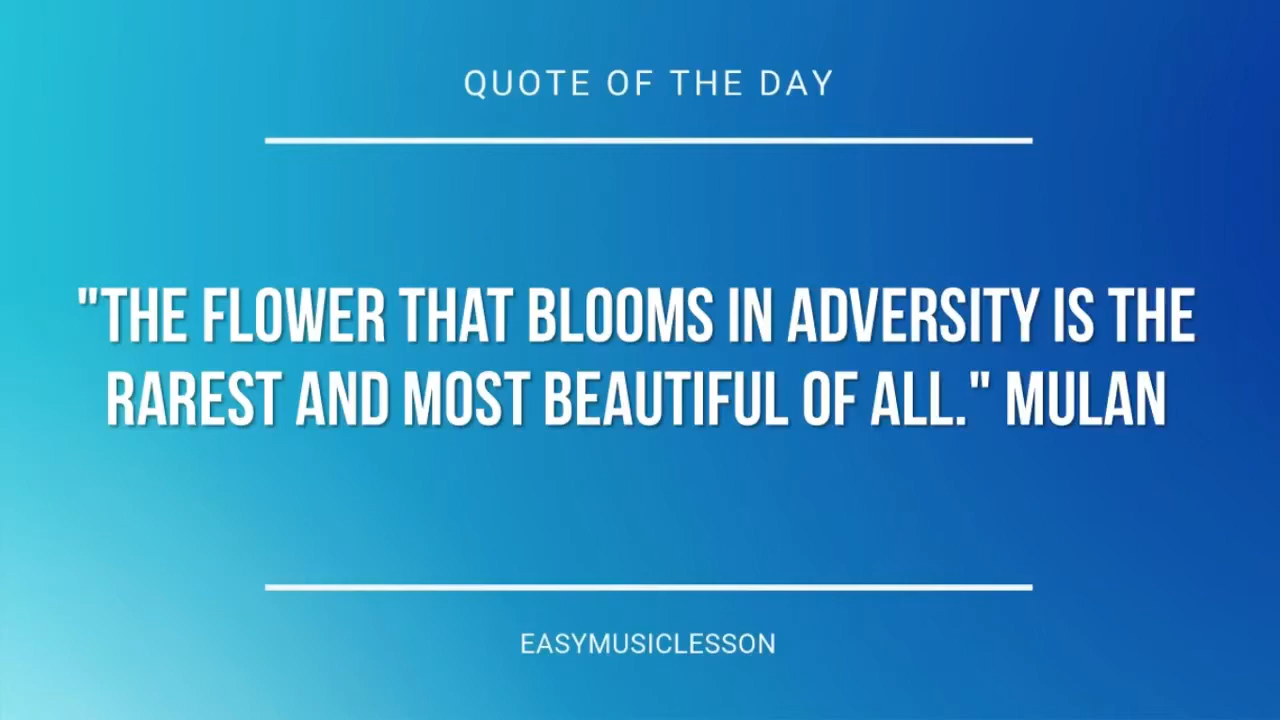 QUOTE OF THE DAY
"THE FLOWER THAT BLOOMS IN ADVERSITY IS THE
RAREST AND MOST BEAUTIFUL OF ALL." MULAN
EASYMUSICLESSON